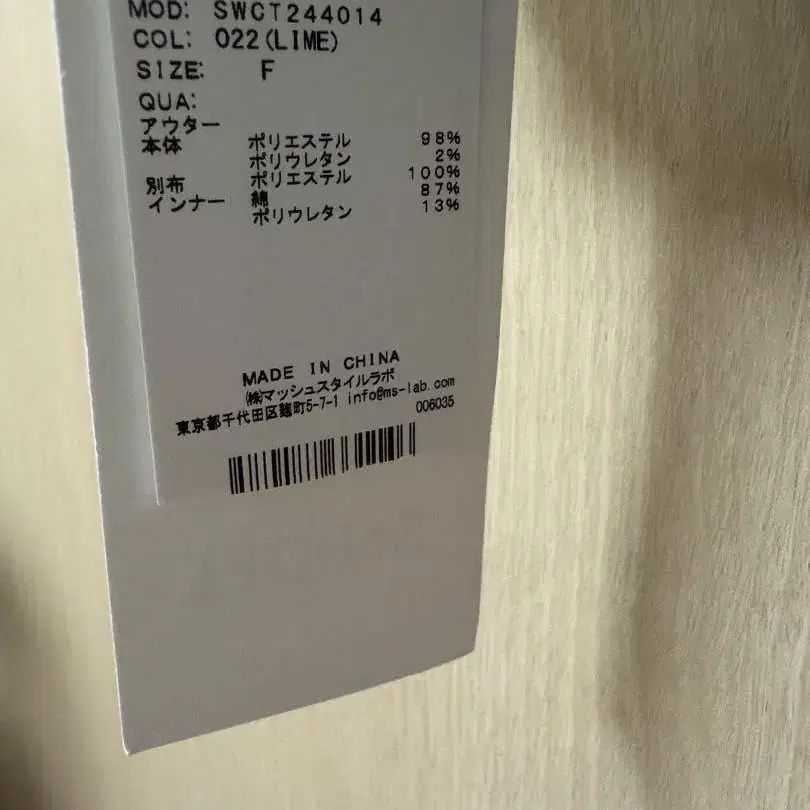 MOD: SWCT244014
COL: 022(LIME)
SIZE: F
QUA:
アウター
本体 ポリエステル 98%
ポリウレタン 2%
別布 ポリエステル 100%
インナー 綿 87%
ポリウレタン 13%
MADE IN CHINA
㈱マッシュスタイルラボ
東京都千代田区麹町5-7-1 info@ms-lab.com
006035